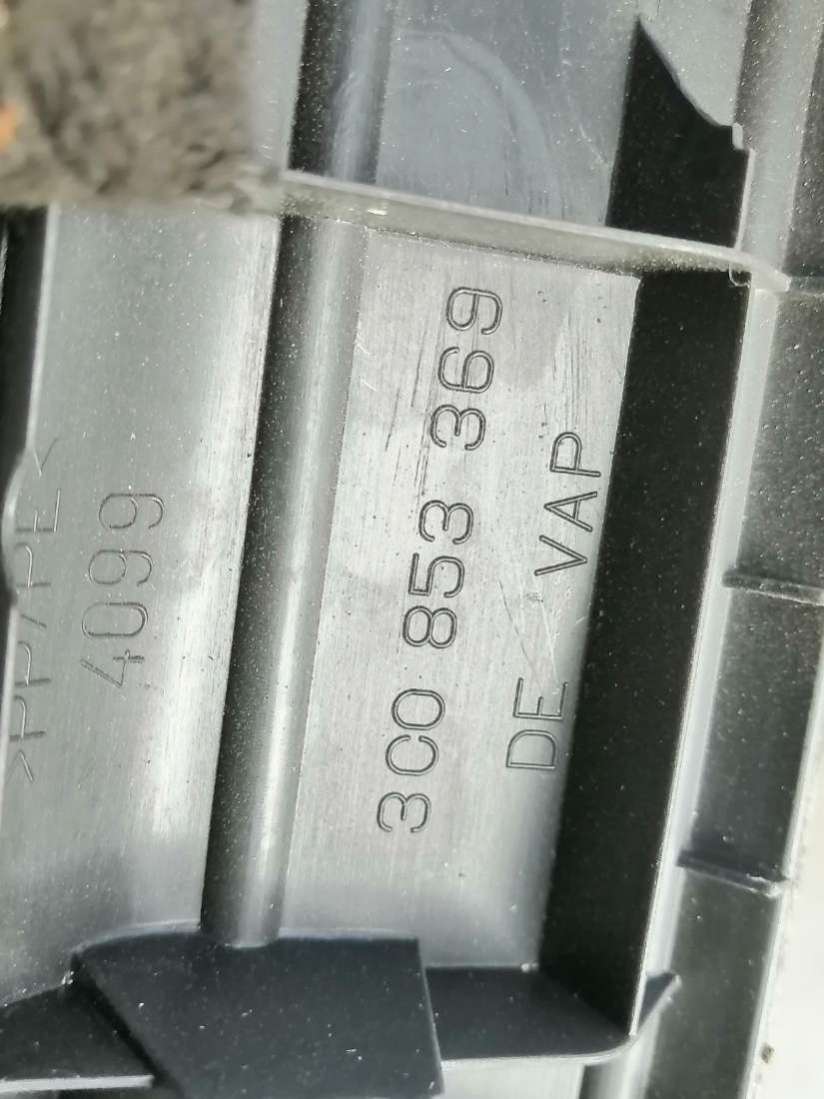 >PP/PE<
4099
3C0 853 369
DE VAP